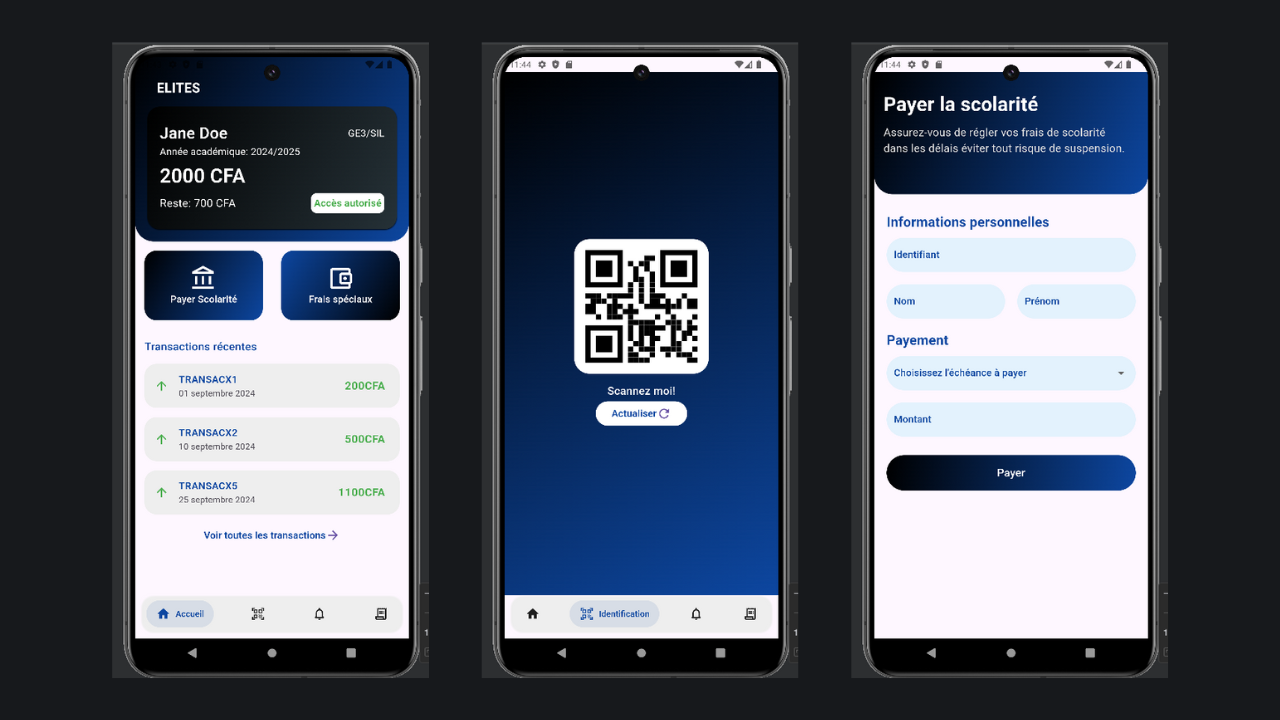 ELITES
Jane Doe
GE3/SIL
Année académique: 2024/2025
2000 CFA
Reste: 700 CFA
Accès autorisé
Payer Scolarité
Frais spéciaux
Transactions récentes
TRANSACX1
01 septembre 2024
200CFA
TRANSACX2
10 septembre 2024
500CFA
TRANSACX5
25 septembre 2024
1100CFA
Voir toutes les transactions
Accueil
11:44
Scannez moi!
Actualiser
Identification
11:44
Payer la scolarité
Assurez-vous de régler vos frais de scolarité
dans les délais éviter tout risque de suspension.
Informations personnelles
Identifiant
Nom
Prénom
Payement
Choisissez l'échéance à payer
Montant
Payer